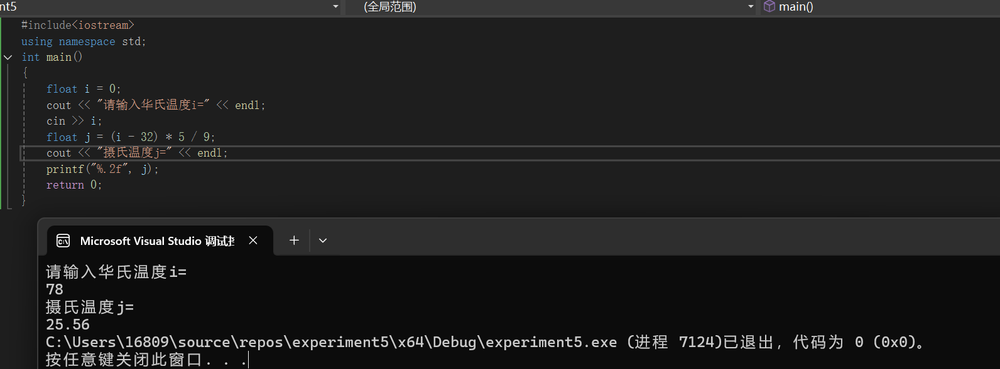 nt5 (全局范围) main()
#include<iostream>
using namespace std;
int main()
{
float i = 0;
cout << "请输入华氏温度i=" << endl;
cin >> i;
float j = (i - 32) * 5 / 9;
cout << "摄氏温度j=" << endl;
printf("%.2f", j);
return 0;
}
Microsoft Visual Studio 调试
请输入华氏温度i=
78
摄氏温度j=
25.56
C:\Users\16809\source\repos\experiment5\x64\Debug\experiment5.exe (进程 7124)已退出，代码为 0 (0x0)。
按任意键关闭此窗口. . .